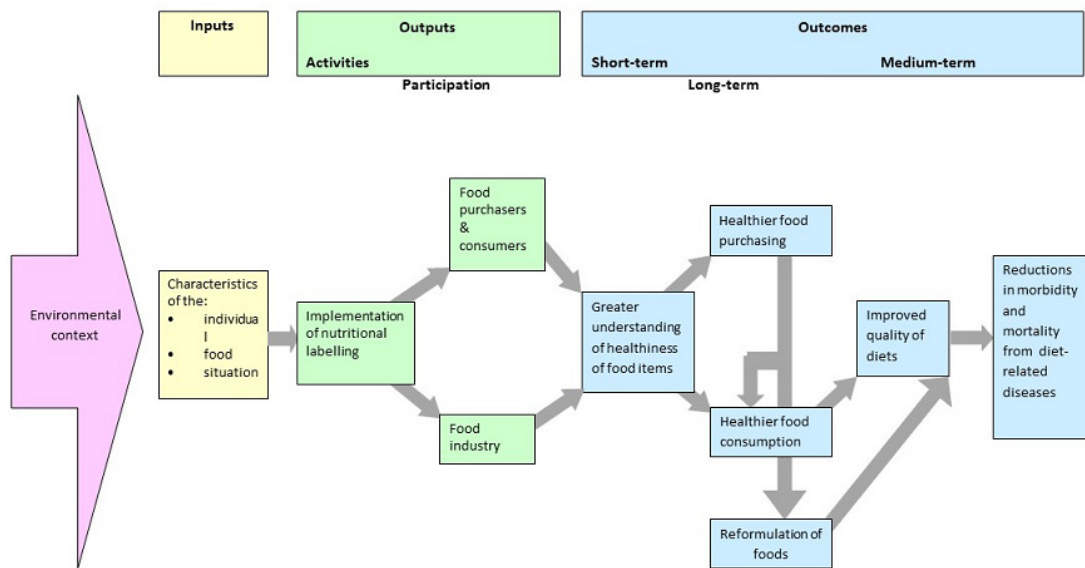 Inputs
Outputs
Outcomes
Activities
Short-term
Medium-term
Participation
Long-term
Environmental
context
Characteristics
of the:
• individua
l
• food
• situation
Implementation
of nutritional
labelling
Food
purchasers
&
consumers
Food
industry
Greater
understanding
of healthiness
of food items
Healthier food
purchasing
Healthier food
consumption
Reformulation of
foods
Improved
quality of
diets
Reductions
in morbidity
and
mortality
from diet-
related
diseases